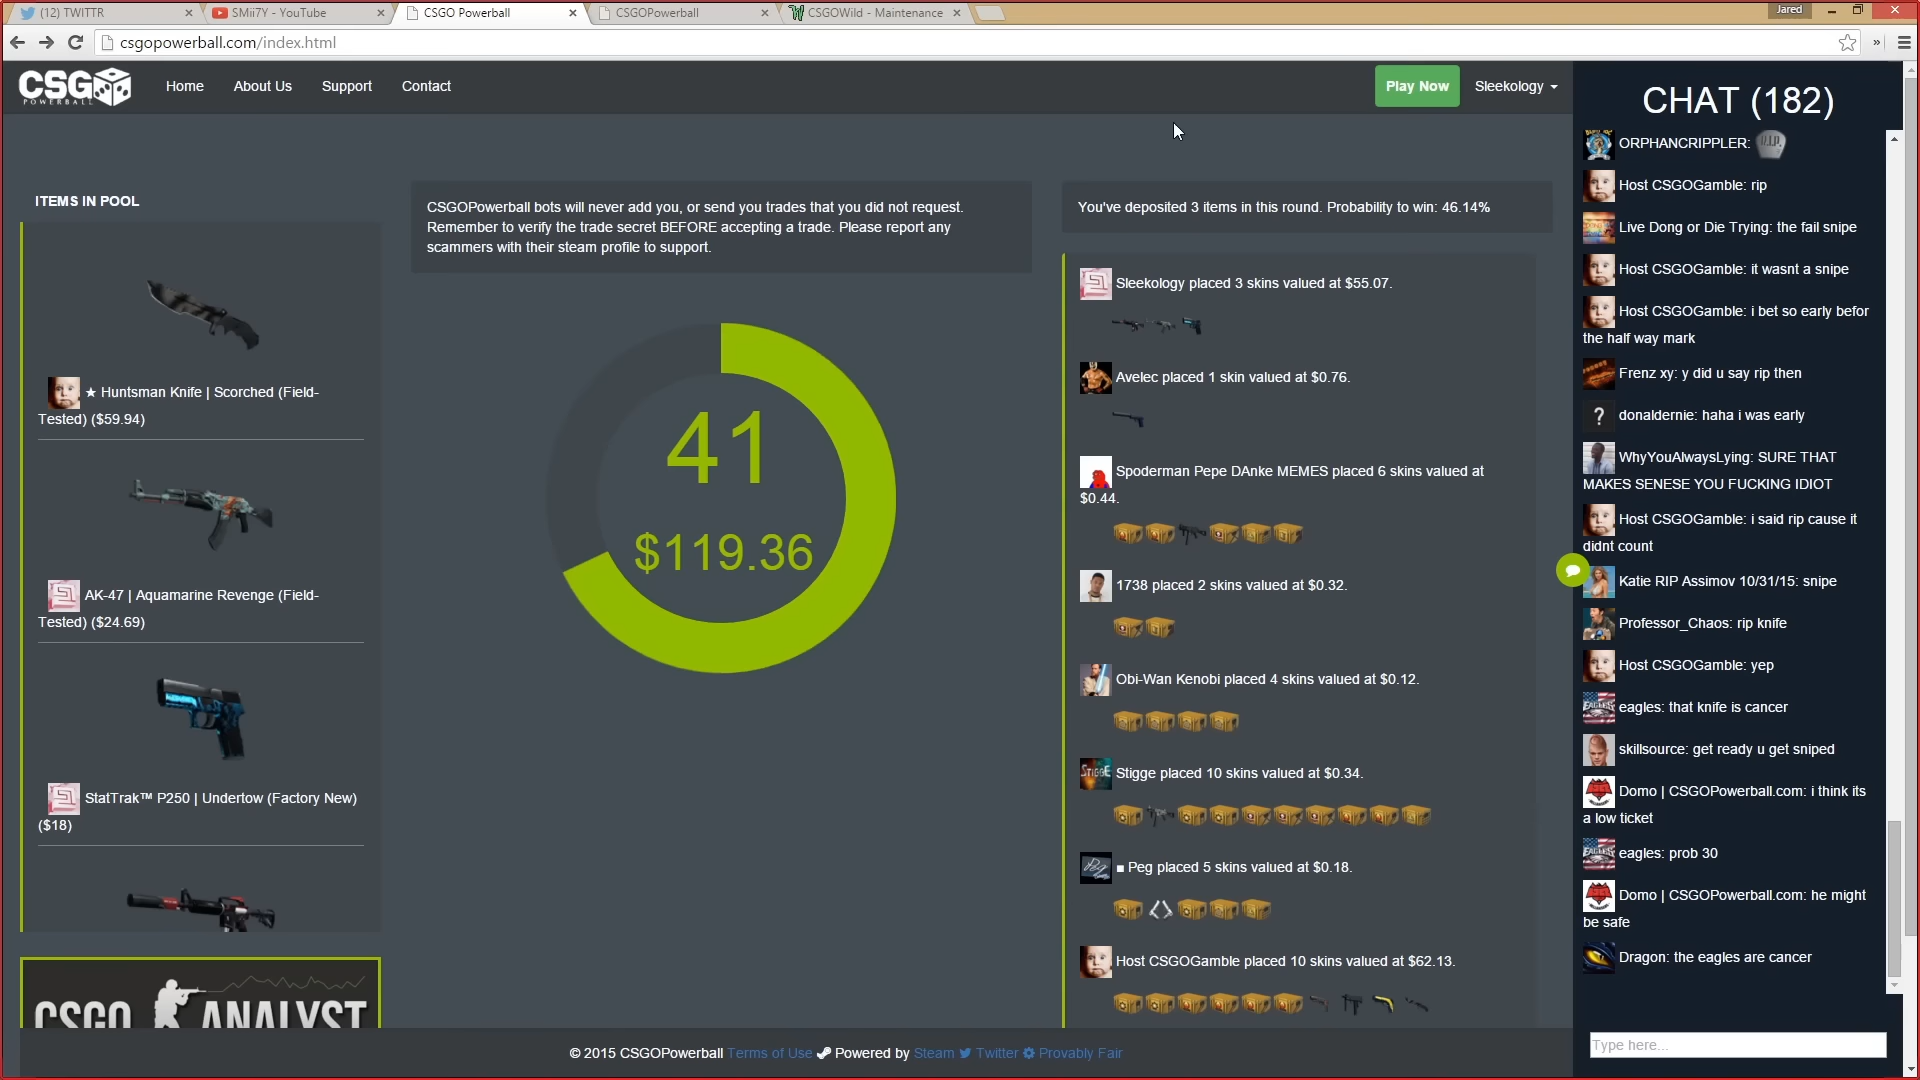 (12) TWITTR
SMii7Y - YouTube
CSGO Powerball
CSGOPowerball
CSGOWild - Maintenance
Jared
csgopowerball.com/index.html
CSGO
POWERBALL
Home
About Us
Support
Contact
Play Now
Sleekology
ITEMS IN POOL
★ Huntsman Knife | Scorched (Field-
Tested) ($59.94)
AK-47 | Aquamarine Revenge (Field-
Tested) ($24.69)
StatTrak™ P250 | Undertow (Factory New)
($18)
CSGO ANALYST
CSGOPowerball bots will never add you, or send you trades that you did not request.
Remember to verify the trade secret BEFORE accepting a trade. Please report any
scammers with their steam profile to support.
41
$119.36
You've deposited 3 items in this round. Probability to win: 46.14%
Sleekology placed 3 skins valued at $55.07.
Avelec placed 1 skin valued at $0.76.
Spoderman Pepe DAnke MEMES placed 6 skins valued at
$0.44.
1738 placed 2 skins valued at $0.32.
Obi-Wan Kenobi placed 4 skins valued at $0.12.
Stigge placed 10 skins valued at $0.34.
■ Peg placed 5 skins valued at $0.18.
Host CSGOGamble placed 10 skins valued at $62.13.
CHAT (182)
ORPHANCRIPPLER: R.I.P.
Host CSGOGamble: rip
Live Dong or Die Trying: the fail snipe
Host CSGOGamble: it wasnt a snipe
Host CSGOGamble: i bet so early befor
the half way mark
Frenz xy: y did u say rip then
donaldernie: haha i was early
WhyYouAlwaysLying: SURE THAT
MAKES SENESE YOU FUCKING IDIOT
Host CSGOGamble: i said rip cause it
didnt count
Katie RIP Assimov 10/31/15: snipe
Professor_Chaos: rip knife
Host CSGOGamble: yep
eagles: that knife is cancer
skillsource: get ready u get sniped
Domo | CSGOPowerball.com: i think its
a low ticket
eagles: prob 30
Domo | CSGOPowerball.com: he might
be safe
Dragon: the eagles are cancer
Type here...
© 2015 CSGOPowerball Terms of Use Powered by Steam Twitter Provably Fair